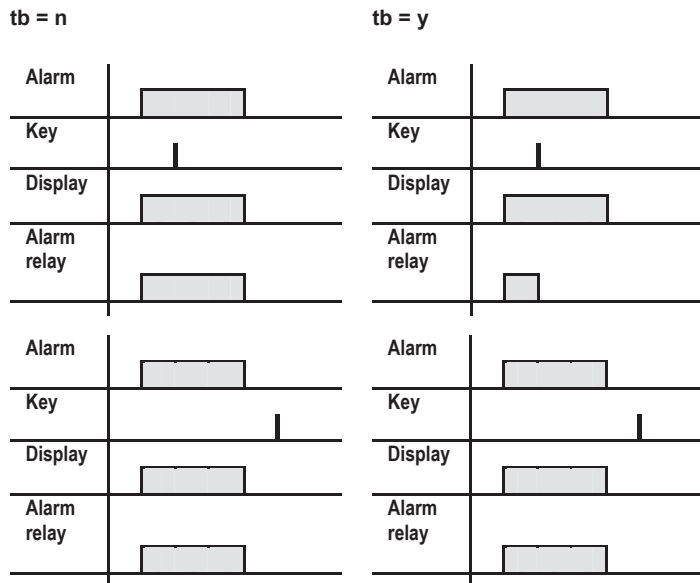 tb = n
Alarm
Key
Display
Alarm
relay
Alarm
Key
Display
Alarm
relay
tb = y
Alarm
Key
Display
Alarm
relay
Alarm
Key
Display
Alarm
relay